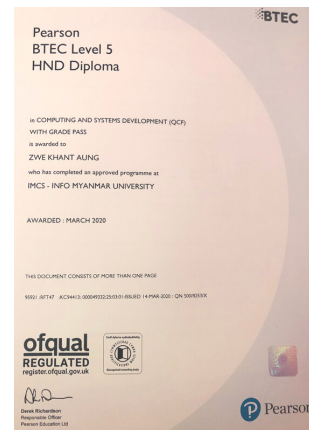 BTEC
Pearson
BTEC Level 5
HND Diploma
in COMPUTING AND SYSTEMS DEVELOPMENT (QCF)
WITH GRADE PASS
is awarded to
ZWE KHANT AUNG
who has completed an approved programme at
IMCS - INFO MYANMAR UNIVERSITY
AWARDED : MARCH 2020
THIS DOCUMENT CONSISTS OF MORE THAN ONE PAGE
ofqual
REGULATED
register.ofqual.gov.uk
Derek Richardson
Responsible Officer
Pearson Education Ltd
Pearson